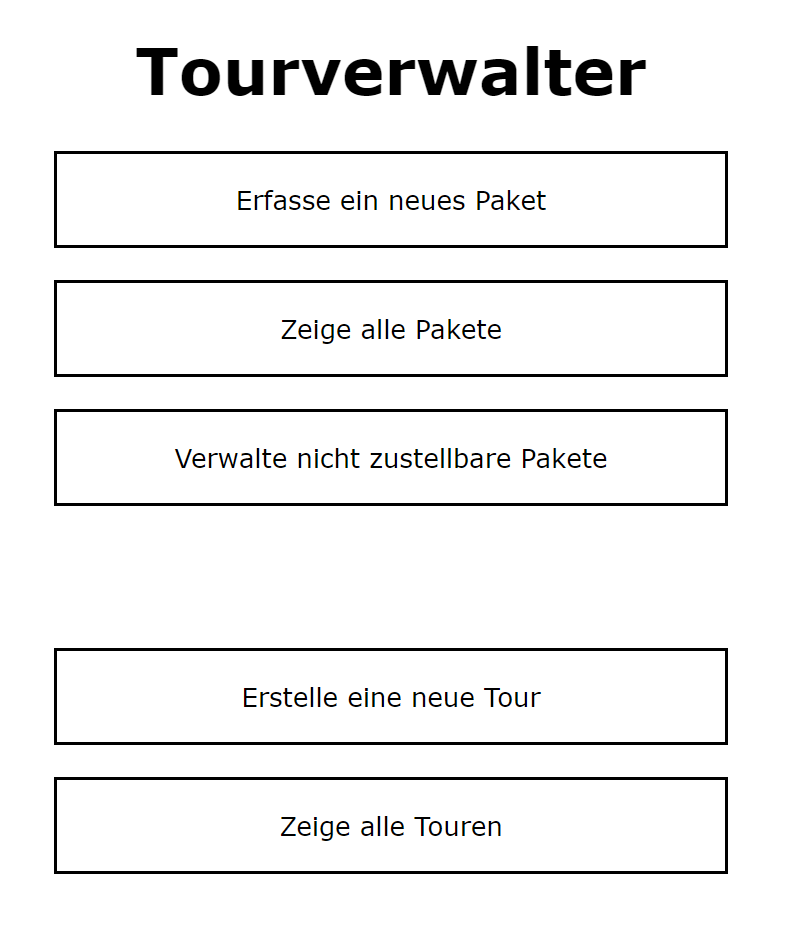 Tourverwalter
Erfasse ein neues Paket
Zeige alle Pakete
Verwalte nicht zustellbare Pakete
Erstelle eine neue Tour
Zeige alle Touren